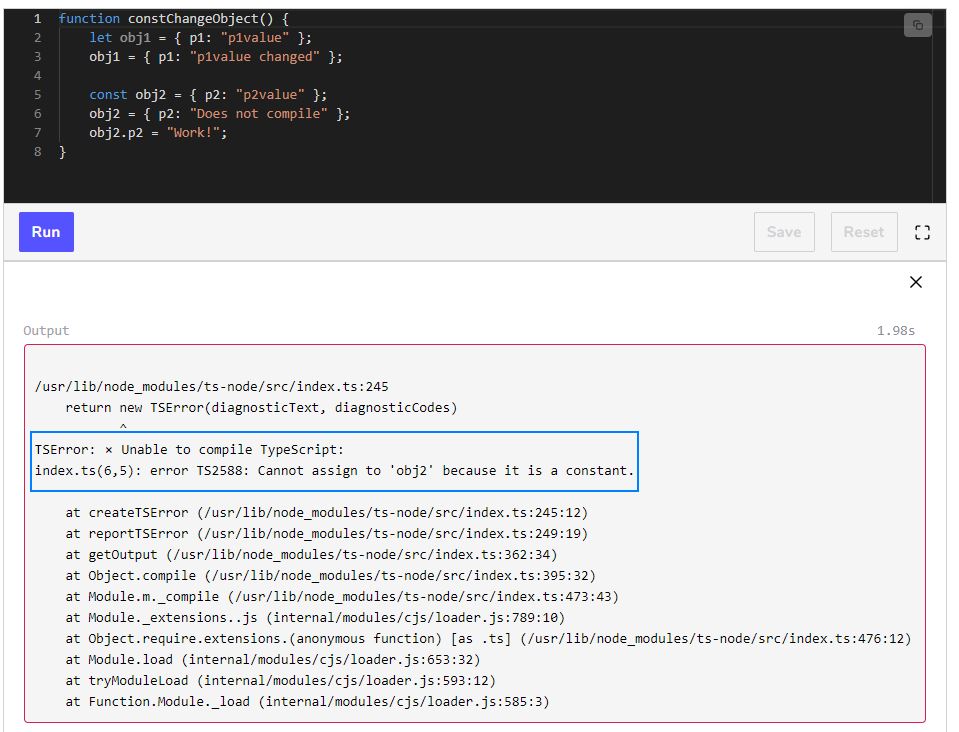 1 function constChangeObject() {
2     let obj1 = { p1: "p1value" };
3     obj1 = { p1: "p1value changed" };
4
5     const obj2 = { p2: "p2value" };
6     obj2 = { p2: "Does not compile" };
7     obj2.p2 = "Work!";
8 }
Run Save Reset
×
Output 1.98s
/usr/lib/node_modules/ts-node/src/index.ts:245
    return new TSError(diagnosticText, diagnosticCodes)
           ^
TSError: ⨯ Unable to compile TypeScript:
index.ts(6,5): error TS2588: Cannot assign to 'obj2' because it is a constant.
    at createTSError (/usr/lib/node_modules/ts-node/src/index.ts:245:12)
    at reportTSError (/usr/lib/node_modules/ts-node/src/index.ts:249:19)
    at getOutput (/usr/lib/node_modules/ts-node/src/index.ts:362:34)
    at Object.compile (/usr/lib/node_modules/ts-node/src/index.ts:395:32)
    at Module.m._compile (/usr/lib/node_modules/ts-node/src/index.ts:473:43)
    at Module._extensions..js (internal/modules/cjs/loader.js:789:10)
    at Object.require.extensions.(anonymous function) [as .ts] (/usr/lib/node_modules/ts-node/src/index.ts:476:12)
    at Module.load (internal/modules/cjs/loader.js:653:32)
    at tryModuleLoad (internal/modules/cjs/loader.js:593:12)
    at Function.Module._load (internal/modules/cjs/loader.js:585:3)